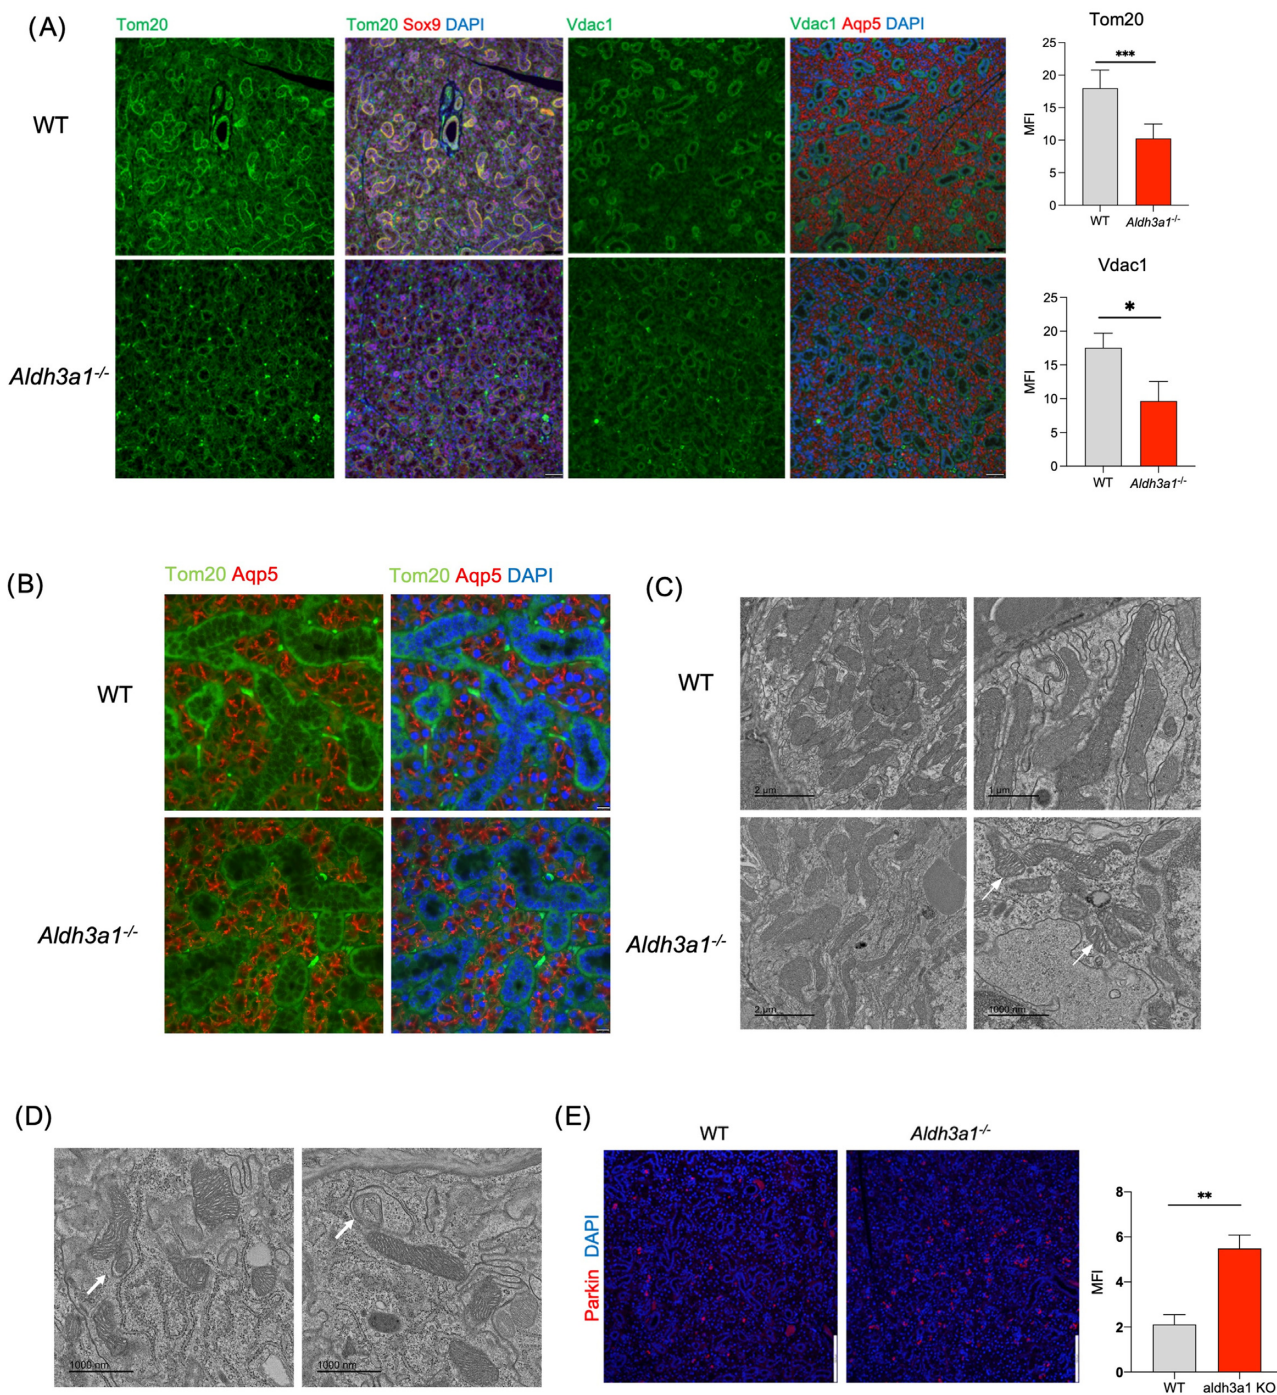 (A)
Tom20
Tom20 Sox9 DAPI
Vdac1
Vdac1 Aqp5 DAPI
WT
Aldh3a1-/-
Tom20
25
20
15
10
5
0
MFI
***
WT
Aldh3a1-/-
Vdac1
25
20
15
10
5
0
MFI
*
WT
Aldh3a1-/-
(B)
Tom20 Aqp5
Tom20 Aqp5 DAPI
WT
Aldh3a1-/-
(C)
WT
2 µm
1 µm
Aldh3a1-/-
2 µm
1000 nm
(D)
1000 nm
1000 nm
(E)
WT
Aldh3a1-/-
Parkin DAPI
8
6
4
2
0
MFI
**
WT
aldh3a1 KO